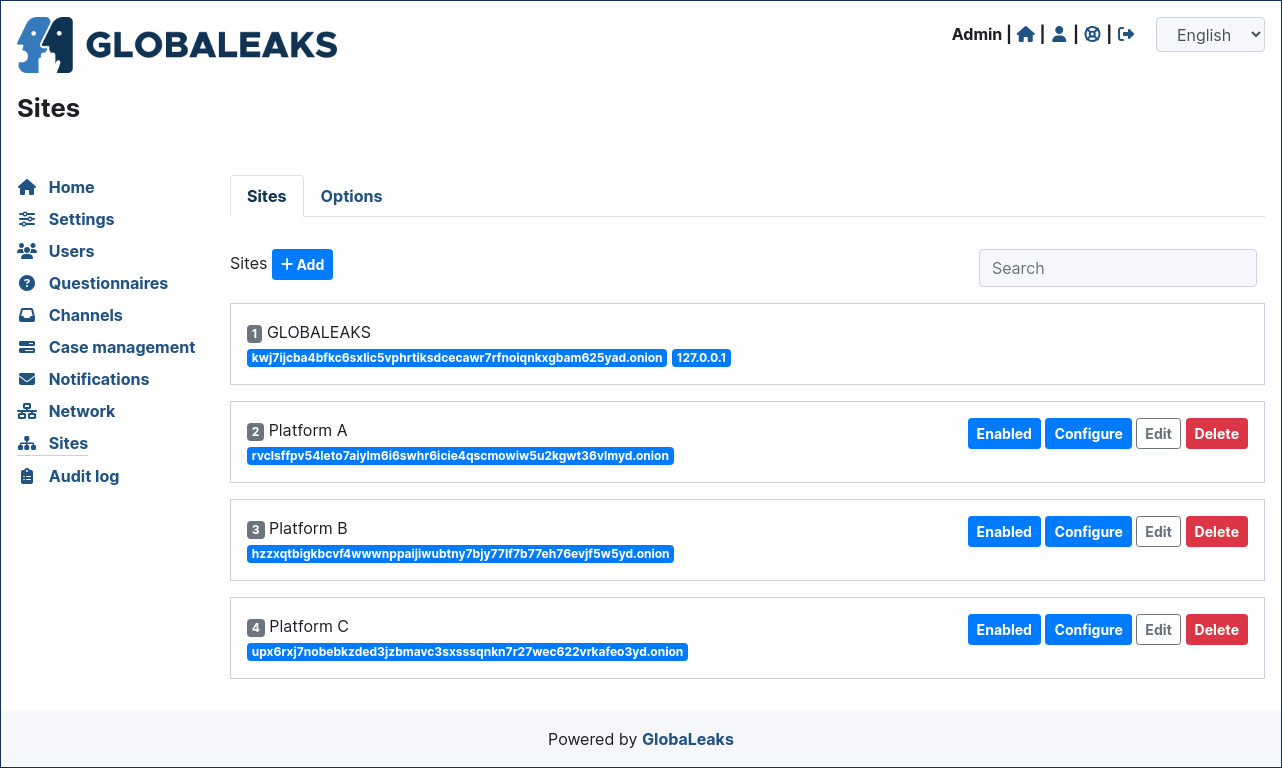 GLOBALEAKS
Admin | | | |
English
Sites
Home
Settings
Users
Questionnaires
Channels
Case management
Notifications
Network
Sites
Audit log
Sites Options
Sites + Add
Search
1 GLOBALEAKS
kwj7ijcba4bfkc6sxlic5vphrtiksdcecawr7rfnoiqnkxgbam625yad.onion 127.0.0.1
2 Platform A
Enabled Configure Edit Delete
rvclsffpv54leto7aiylm6i6swhr6icie4qscmowiw5u2kgwt36vlmyd.onion
3 Platform B
Enabled Configure Edit Delete
hzzxqtbigkbcvf4wwwnppaijiwubtny7bjy77lf7b77eh76evjf5w5yd.onion
4 Platform C
Enabled Configure Edit Delete
upx6rxj7nobebkzded3jzbmavc3sxsssqnkn7r27wec622vrkafeo3yd.onion
Powered by GlobaLeaks